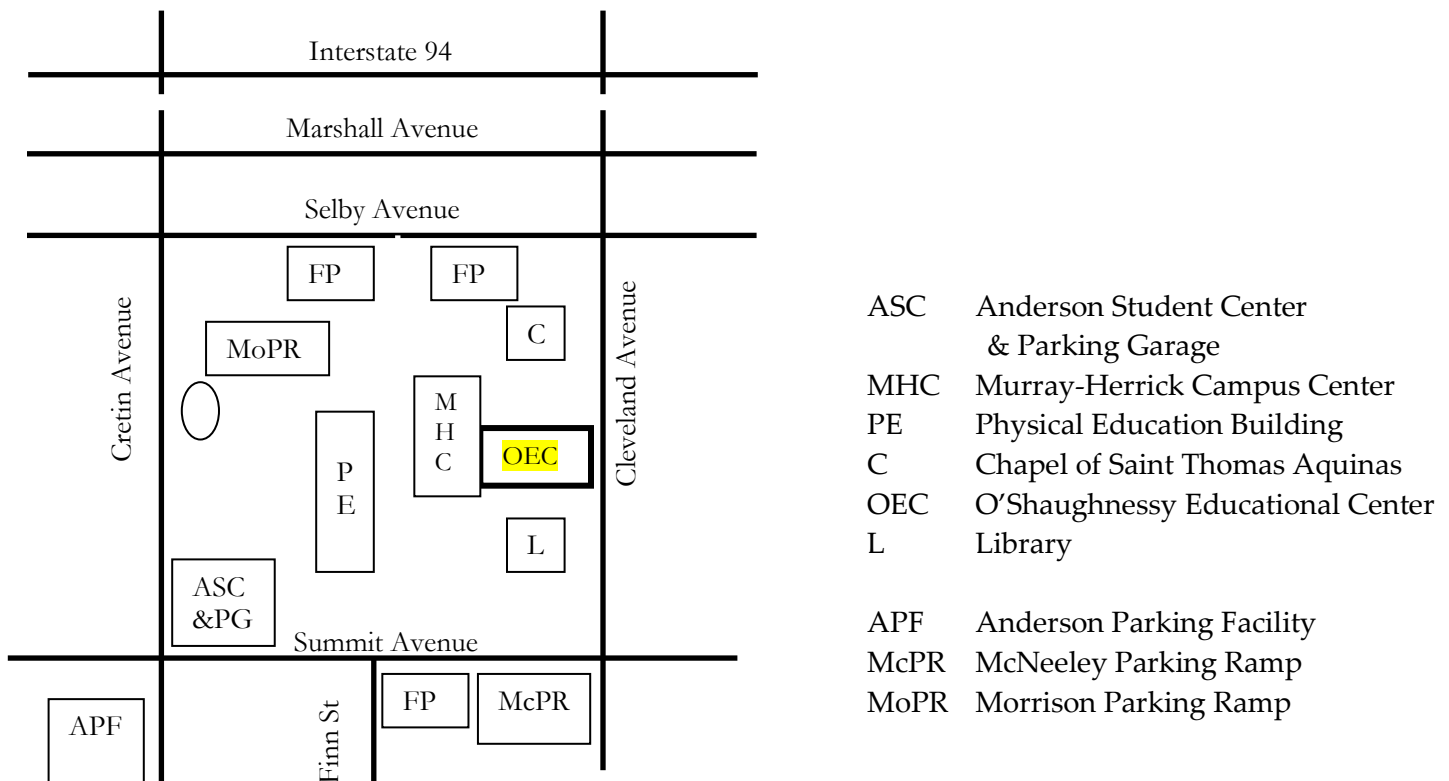 Interstate 94
Marshall Avenue
Selby Avenue
FP
FP
C
MoPR
Cretin Avenue
Cleveland Avenue
M
H
C
OEC
P
E
L
ASC
&PG
Summit Avenue
FP
McPR
APF
Finn St
ASC Anderson Student Center
& Parking Garage
MHC Murray-Herrick Campus Center
PE Physical Education Building
C Chapel of Saint Thomas Aquinas
OEC O’Shaughnessy Educational Center
L Library
APF Anderson Parking Facility
McPR McNeeley Parking Ramp
MoPR Morrison Parking Ramp